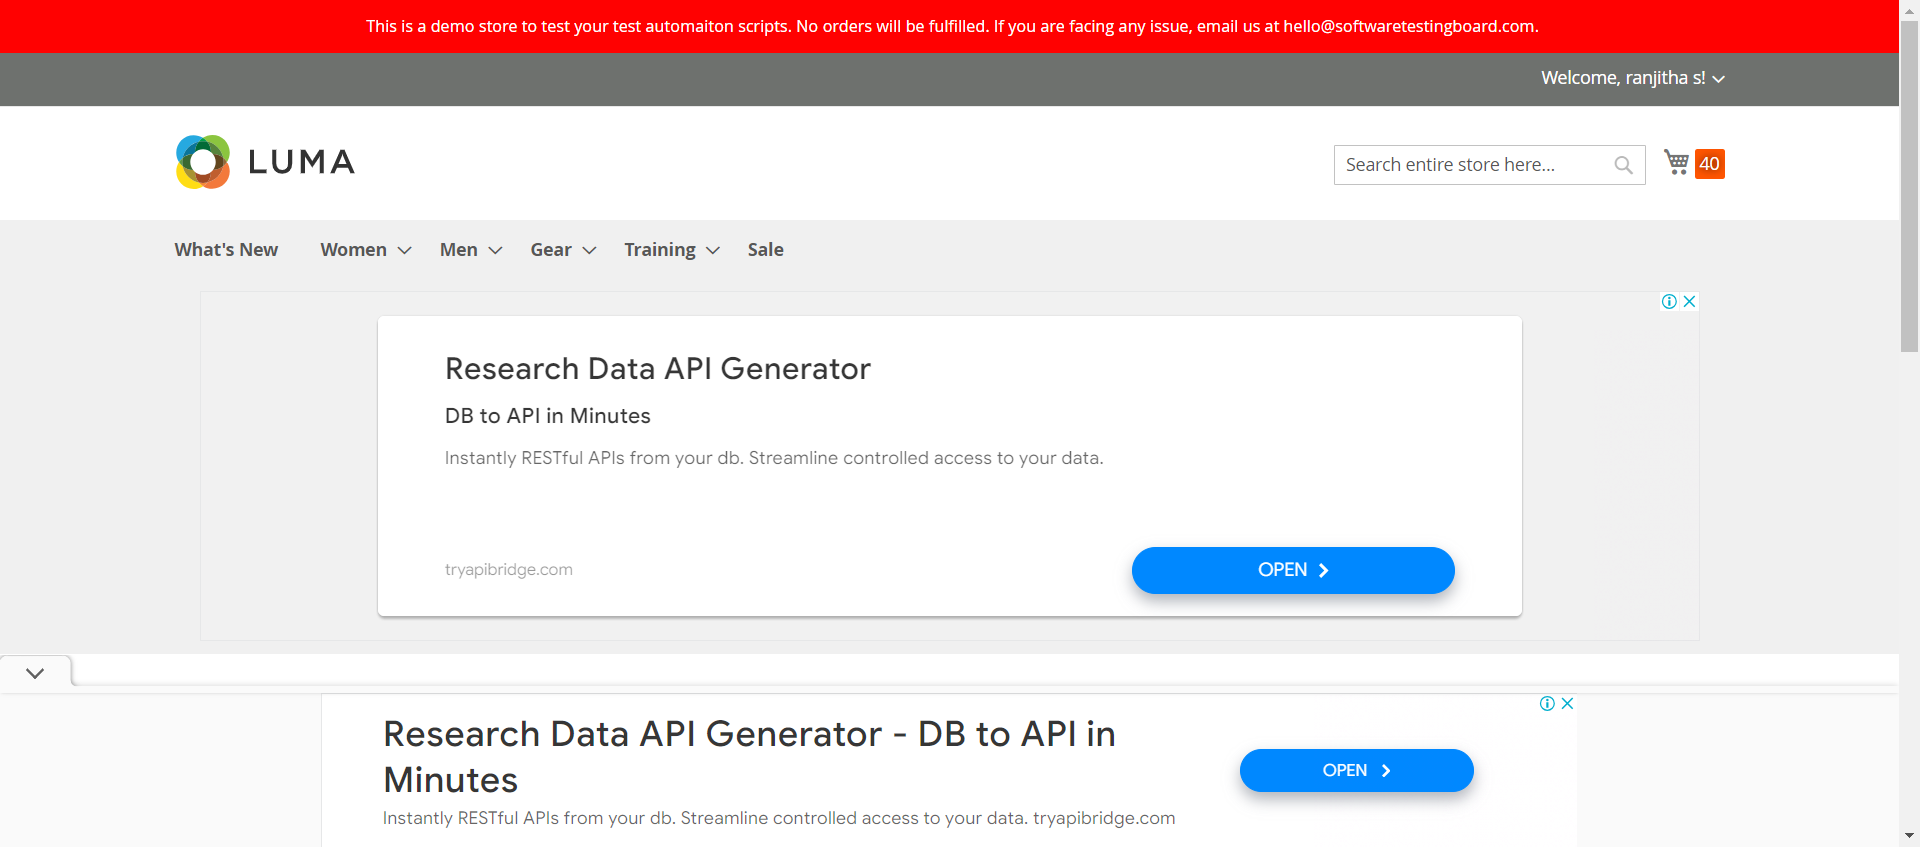 This is a demo store to test your test automaiton scripts. No orders will be fulfilled. If you are facing any issue, email us at hello@softwaretestingboard.com.
Welcome, ranjitha s!
LUMA
Search entire store here...
40
What's New Women Men Gear Training Sale
Research Data API Generator
DB to API in Minutes
Instantly RESTful APIs from your db. Streamline controlled access to your data.
tryapibridge.com
OPEN
Research Data API Generator - DB to API in
Minutes
OPEN
Instantly RESTful APIs from your db. Streamline controlled access to your data. tryapibridge.com